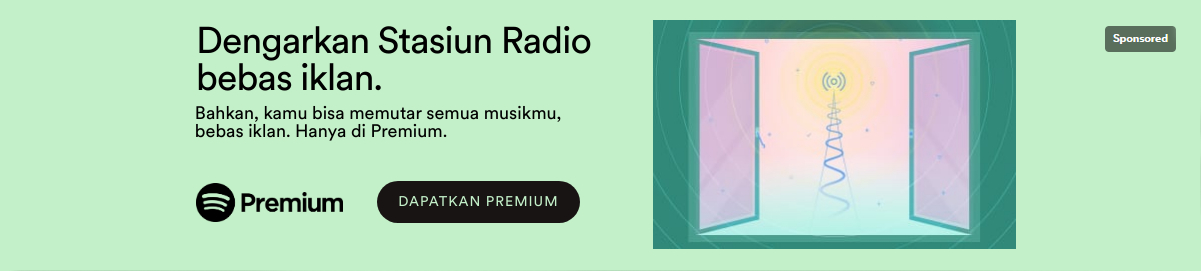 Dengarkan Stasiun Radio
bebas iklan.
Bahkan, kamu bisa memutar semua musikmu,
bebas iklan. Hanya di Premium.
Premium
DAPATKAN PREMIUM
Sponsored